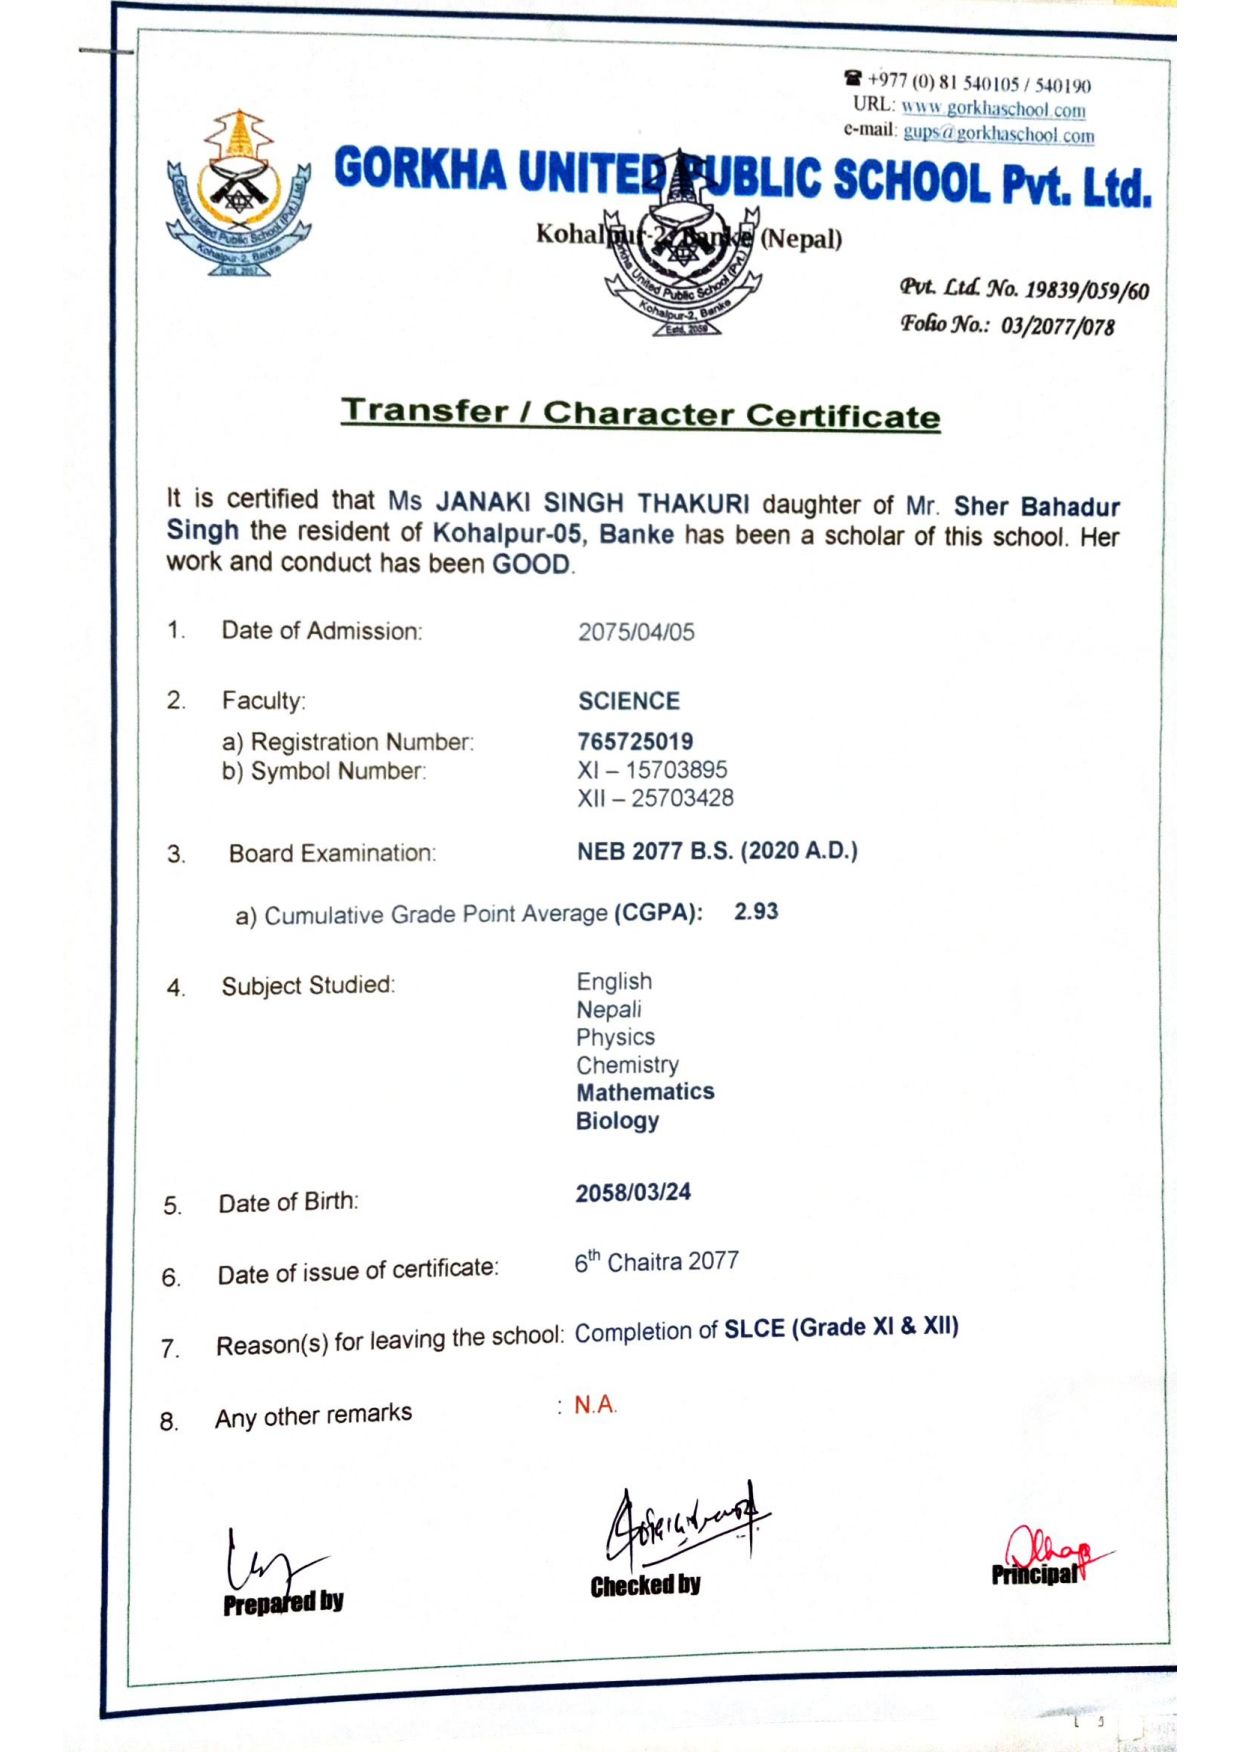 ☎ +977 (0) 81 540105 / 540190
URL: www.gorkhaschool.com
e-mail: gups@gorkhaschool.com
GORKHA UNITED PUBLIC SCHOOL Pvt. Ltd.
Kohalpur-2, Banke (Nepal)
Gorkha United Public School (Pvt.) Ltd.
Kohalpur-2, Banke
Estd. 2057
Gorkha United Public School (Pvt.) Ltd.
Kohalpur-2, Banke
Estd. 2059
Pvt. Ltd. No. 19839/059/60
Folio No.: 03/2077/078
Transfer / Character Certificate
It is certified that Ms JANAKI SINGH THAKURI daughter of Mr. Sher Bahadur
Singh the resident of Kohalpur-05, Banke has been a scholar of this school. Her
work and conduct has been GOOD.
1. Date of Admission: 2075/04/05
2. Faculty: SCIENCE
a) Registration Number: 765725019
b) Symbol Number: XI – 15703895
XII – 25703428
3. Board Examination: NEB 2077 B.S. (2020 A.D.)
a) Cumulative Grade Point Average (CGPA): 2.93
4. Subject Studied: English
Nepali
Physics
Chemistry
Mathematics
Biology
5. Date of Birth: 2058/03/24
6. Date of issue of certificate: 6th Chaitra 2077
7. Reason(s) for leaving the school: Completion of SLCE (Grade XI & XII)
8. Any other remarks : N.A.
Prepared by
Checked by
Principal